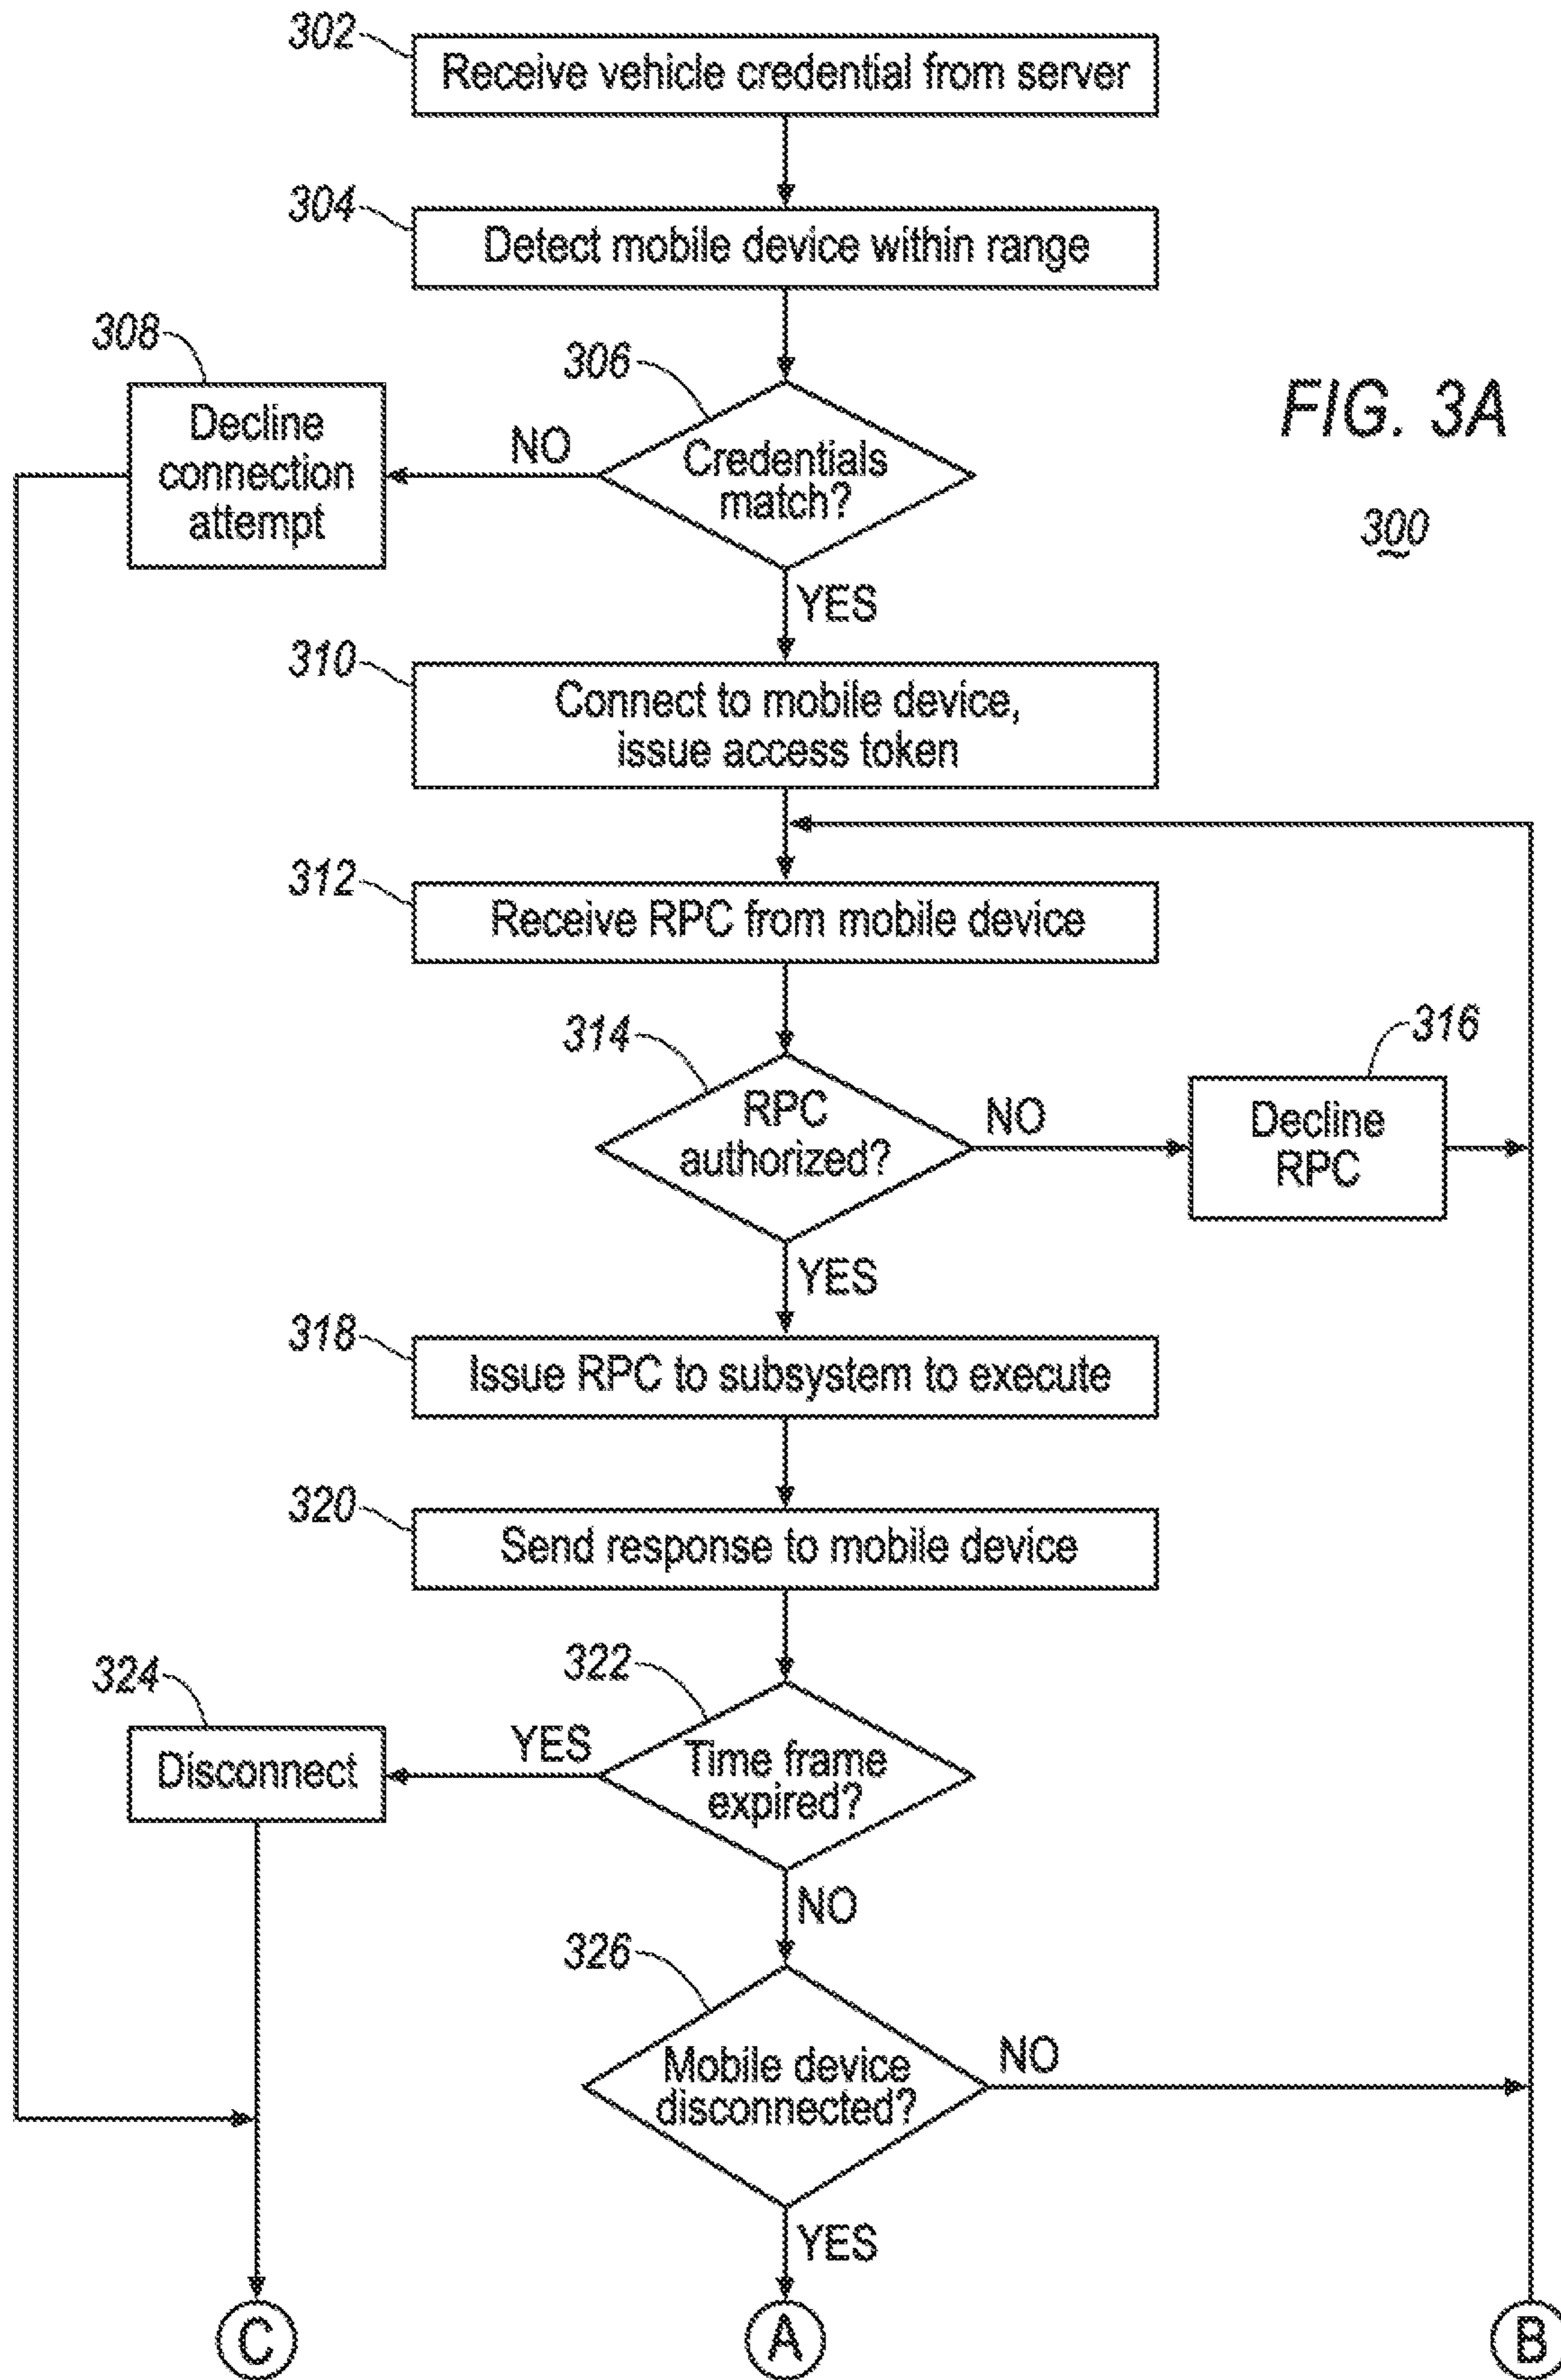 302
Receive vehicle credential from server
304
Detect mobile device within range
308
Decline
connection
attempt
306
NO
Credentials
match?
YES
FIG. 3A
300
310
Connect to mobile device,
issue access token
312
Receive RPC from mobile device
314
RPC
authorized?
NO
316
Decline
RPC
YES
318
Issue RPC to subsystem to execute
320
Send response to mobile device
322
324
Disconnect
YES
Time frame
expired?
NO
326
Mobile device
disconnected?
NO
YES
C
A
B